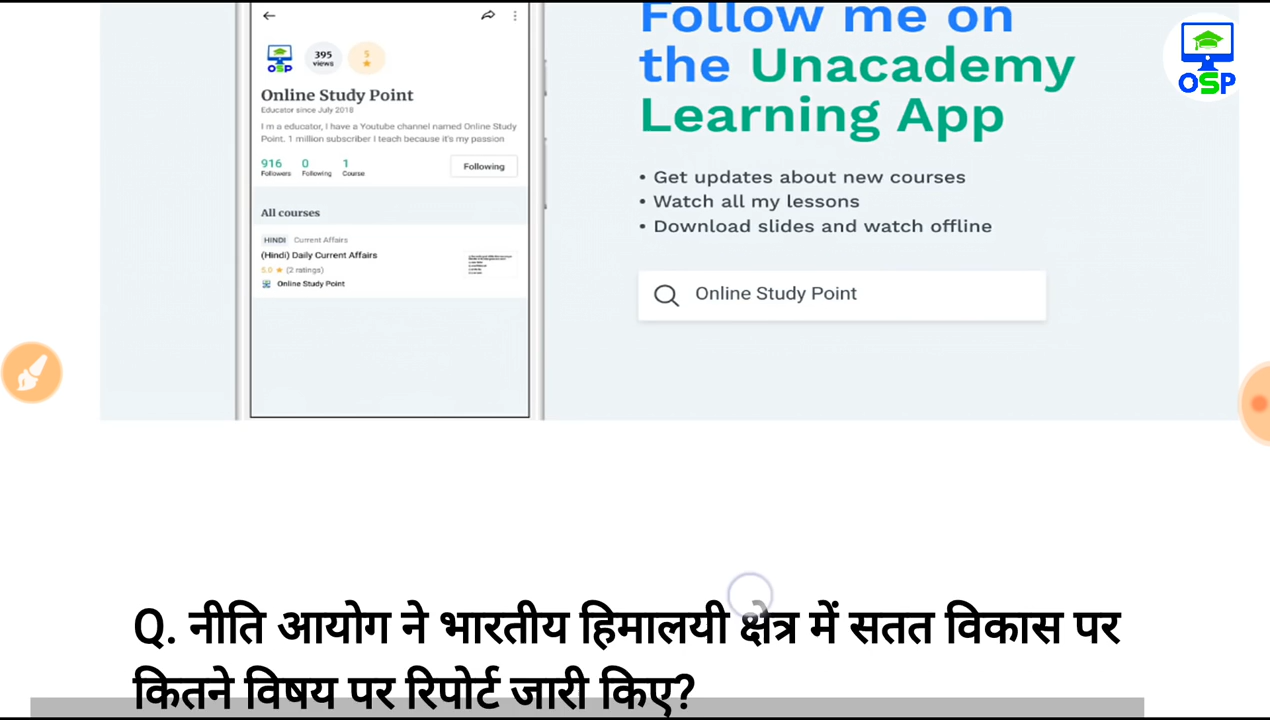 Follow me on
the Unacademy
Learning App
OSP
OSP
395
views
5
Online Study Point
Educator since July 2018
I m a educator, I have a Youtube channel named Online Study
Point. 1 million subscriber I teach because it's my passion
916
0
1
Followers
Following
Course
Following
All courses
HINDI Current Affairs
(Hindi) Daily Current Affairs
5.0 ★ (2 ratings)
Online Study Point
• Get updates about new courses
• Watch all my lessons
• Download slides and watch offline
Online Study Point
Q. नीति आयोग ने भारतीय हिमालयी क्षेत्र में सतत विकास पर
कितने विषय पर रिपोर्ट जारी किए?